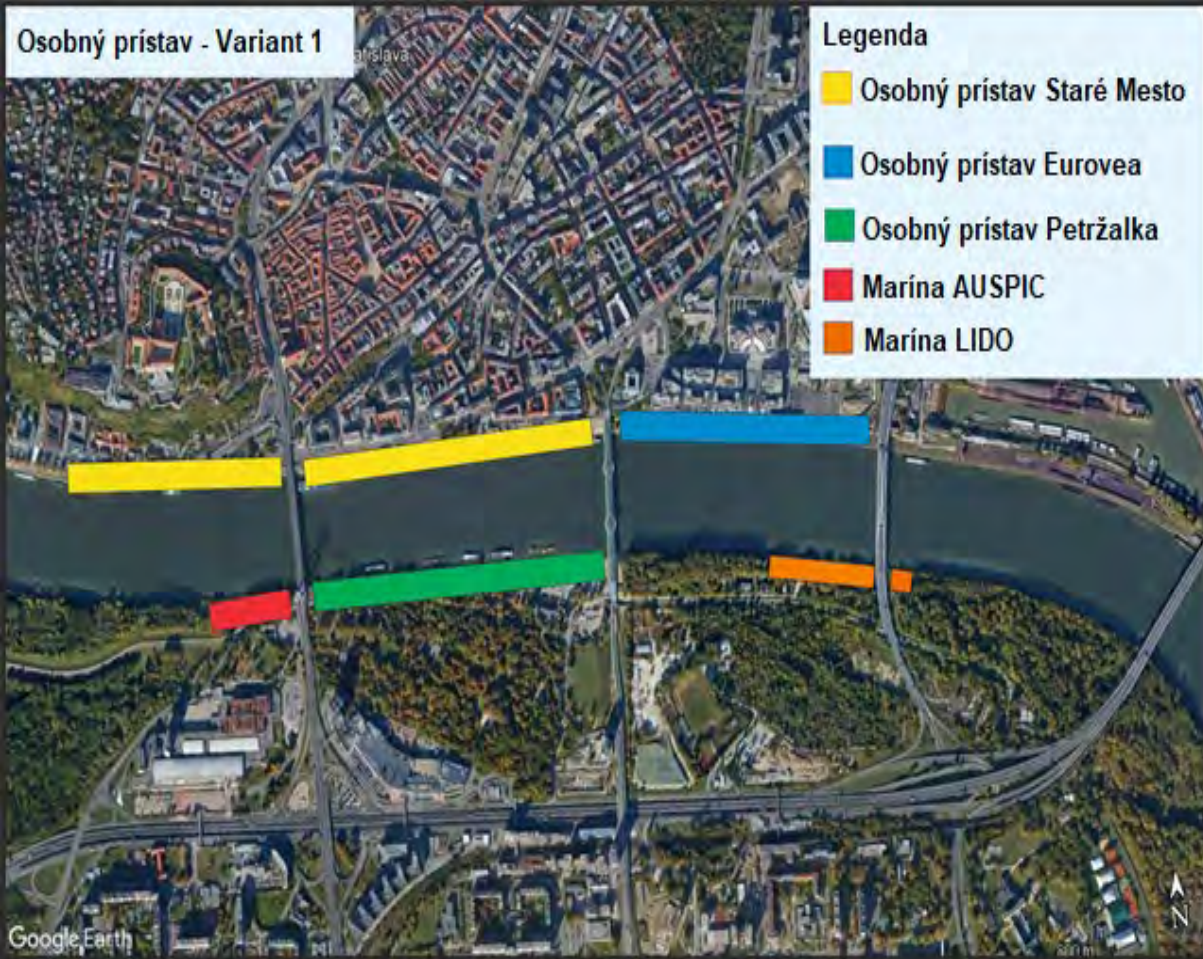 Osobný prístav - Variant 1
Legenda
Osobný prístav Staré Mesto
Osobný prístav Eurovea
Osobný prístav Petržalka
Marína AUSPIC
Marína LIDO
Google Earth
N